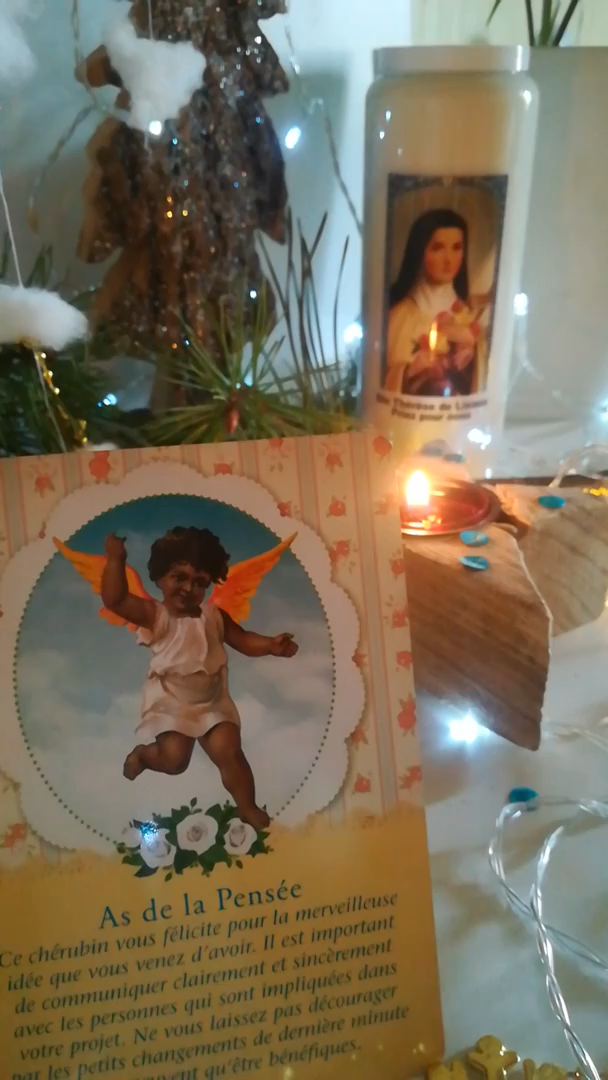 Ste Thérèse de Lisieux
Priez pour nous
As de la Pensée
Ce chérubin vous félicite pour la merveilleuse
idée que vous venez d'avoir. Il est important
de communiquer clairement et sincèrement
avec les personnes qui sont impliquées dans
votre projet. Ne vous laissez pas décourager
par les petits changements de dernière minute
qu'être bénéfiques.